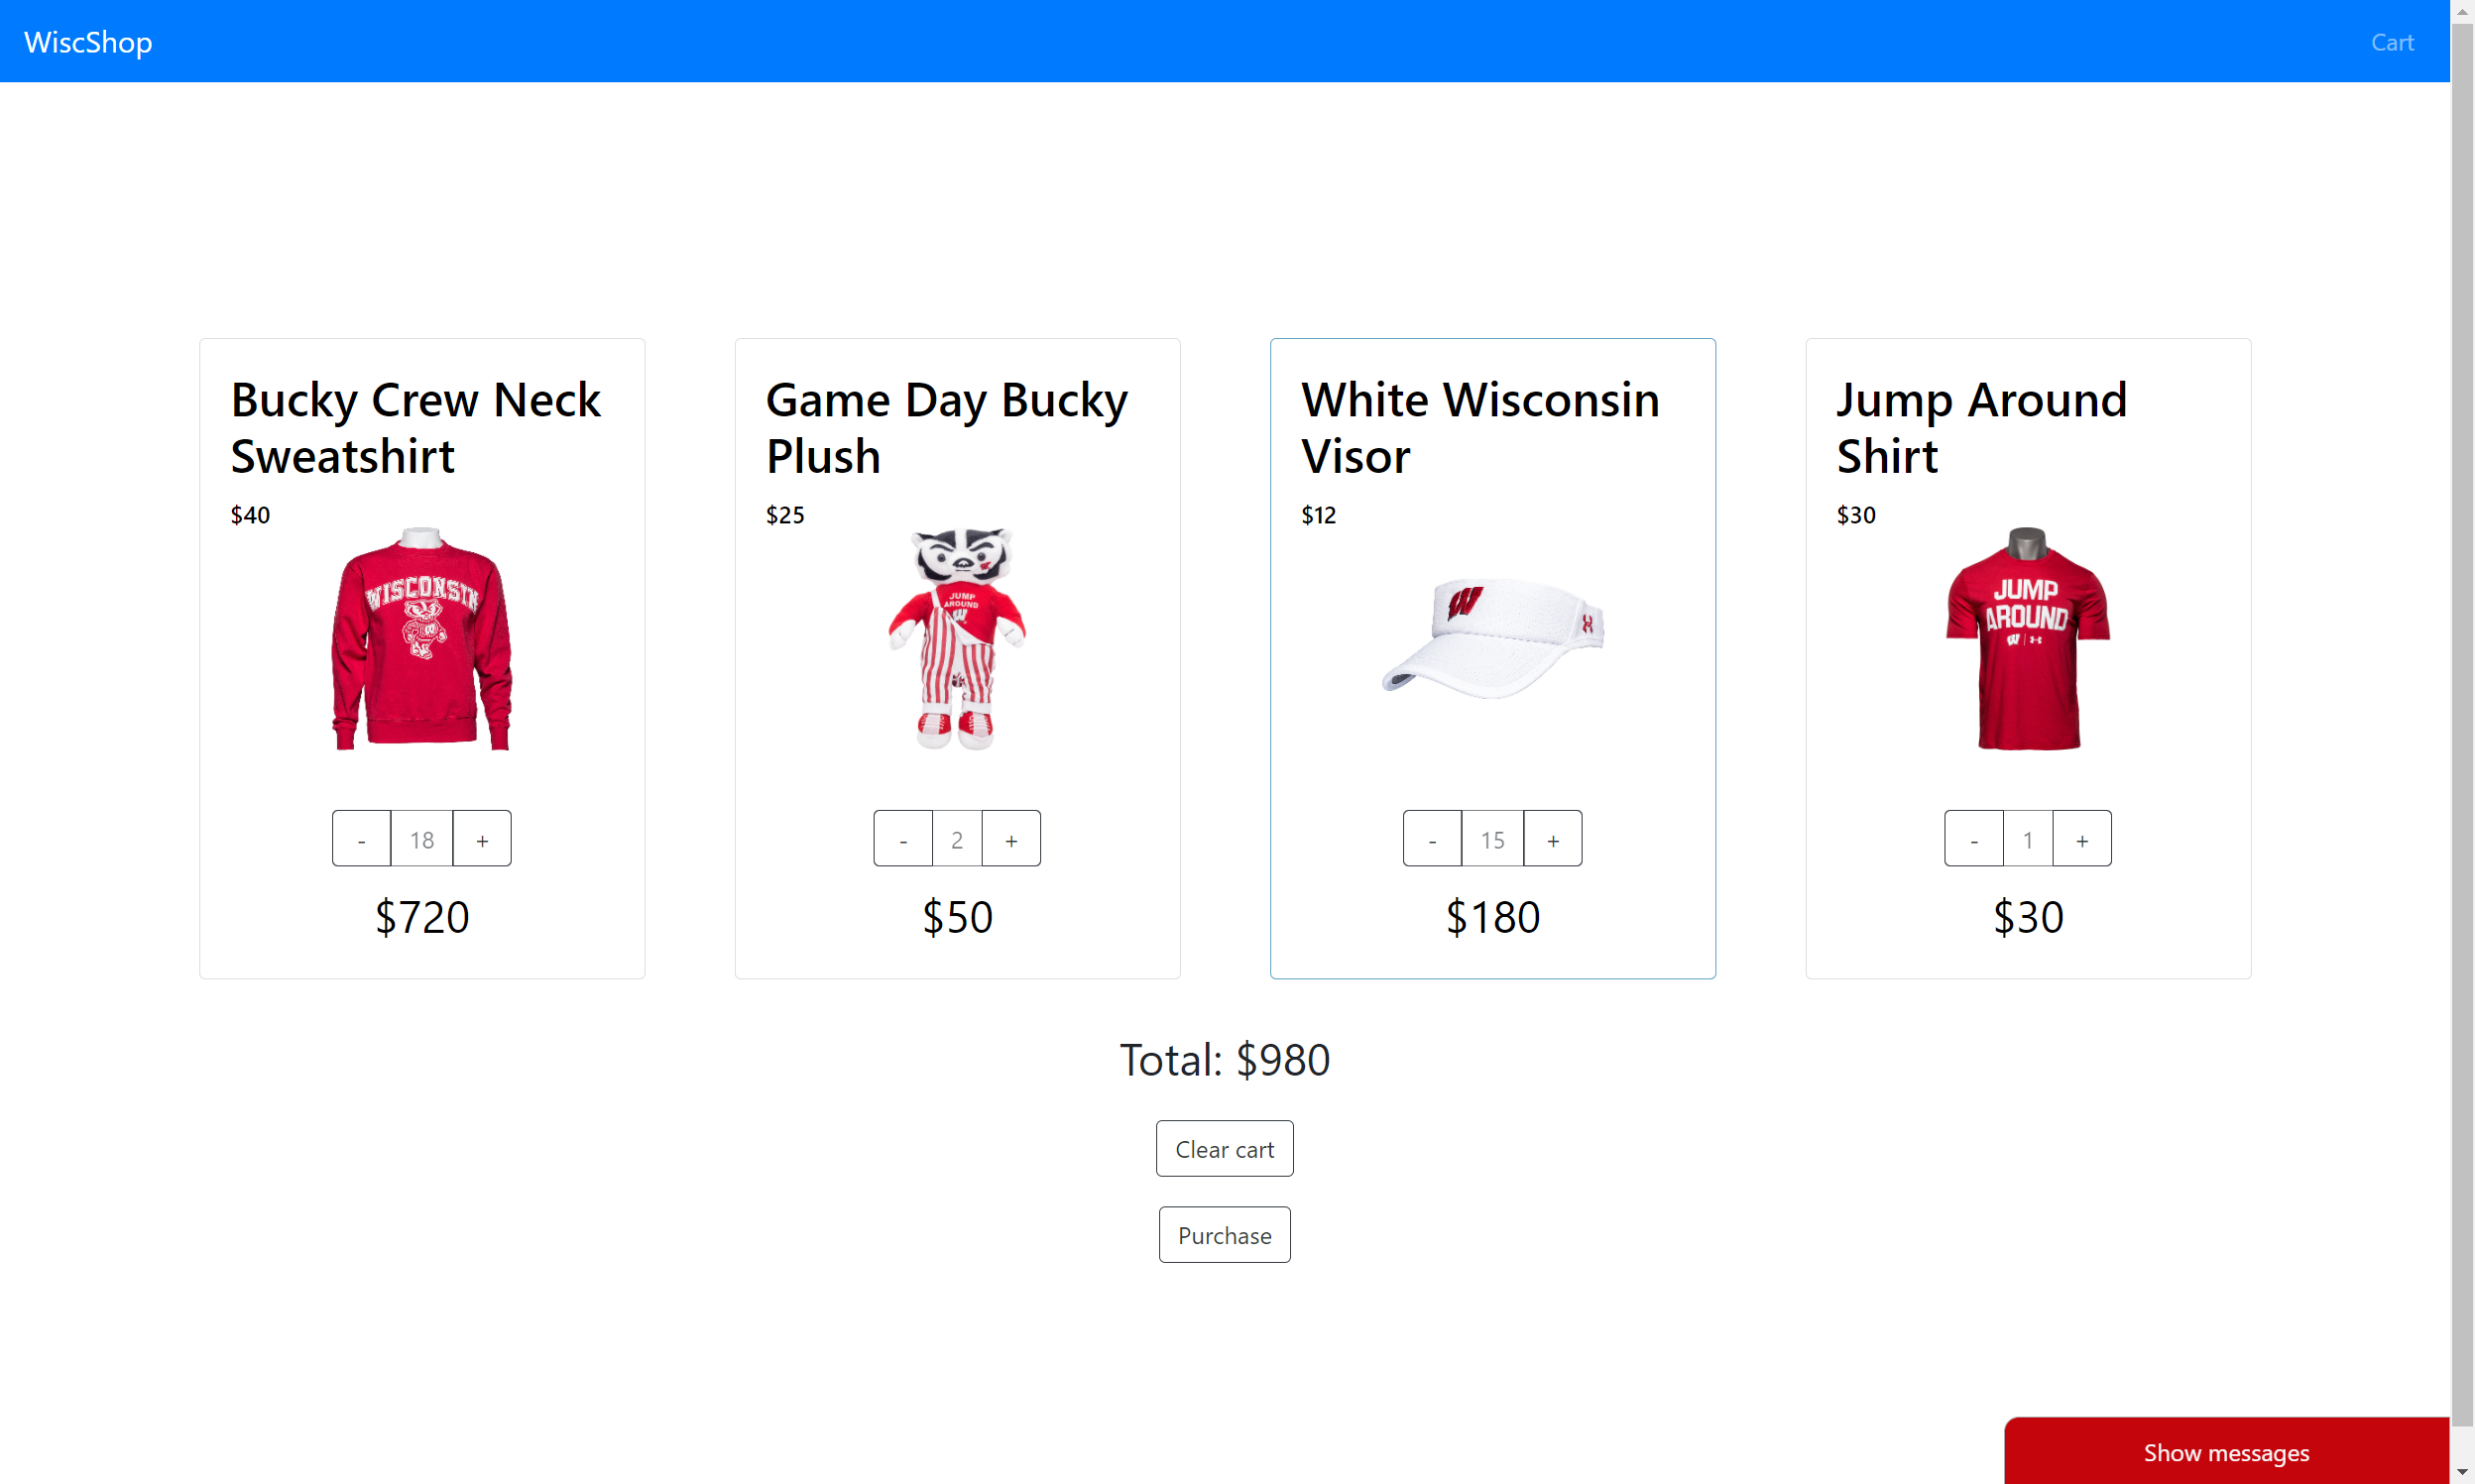 WiscShop
Cart
Bucky Crew Neck
Sweatshirt
$40
WISCONSIN
- 18 +
$720
Game Day Bucky
Plush
$25
JUMP
AROUND
W
- 2 +
$50
White Wisconsin
Visor
$12
W
- 15 +
$180
Jump Around
Shirt
$30
JUMP
AROUND
W
- 1 +
$30
Total: $980
Clear cart
Purchase
Show messages